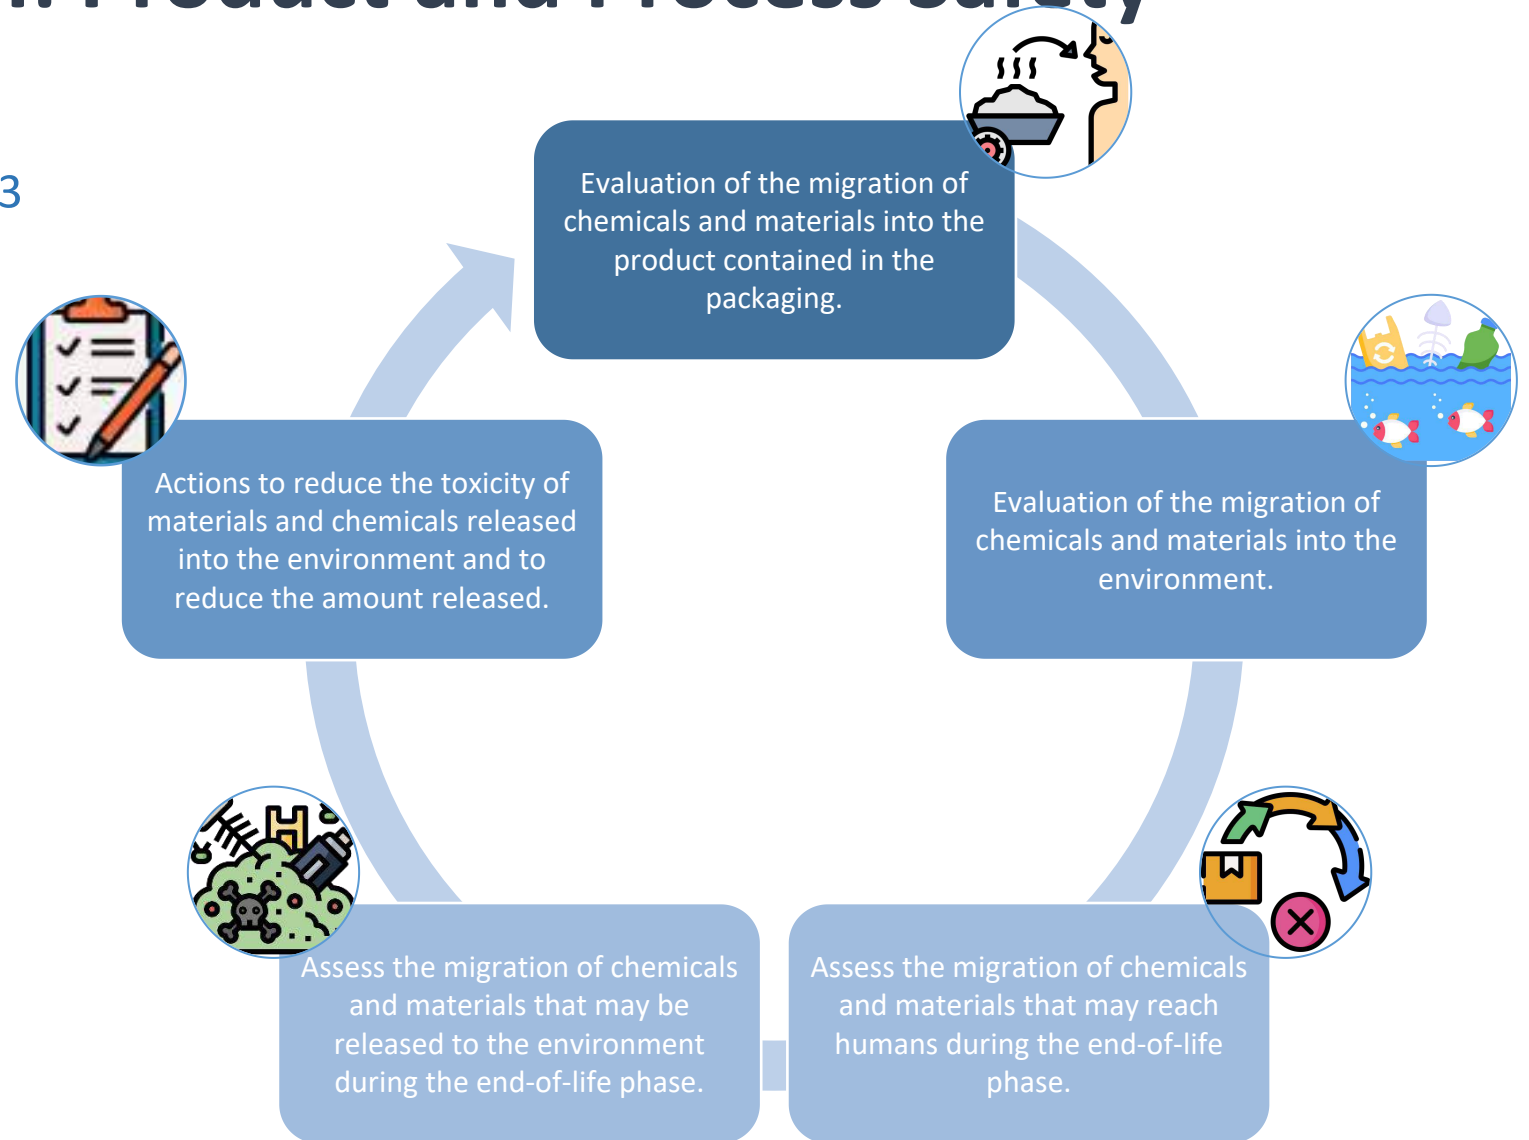 Product and Process Safety
3
Evaluation of the migration of
chemicals and materials into the
product contained in the
packaging.
Evaluation of the migration of
chemicals and materials into the
environment.
Assess the migration of chemicals
and materials that may reach
humans during the end-of-life
phase.
Assess the migration of chemicals
and materials that may be
released to the environment
during the end-of-life phase.
Actions to reduce the toxicity of
materials and chemicals released
into the environment and to
reduce the amount released.